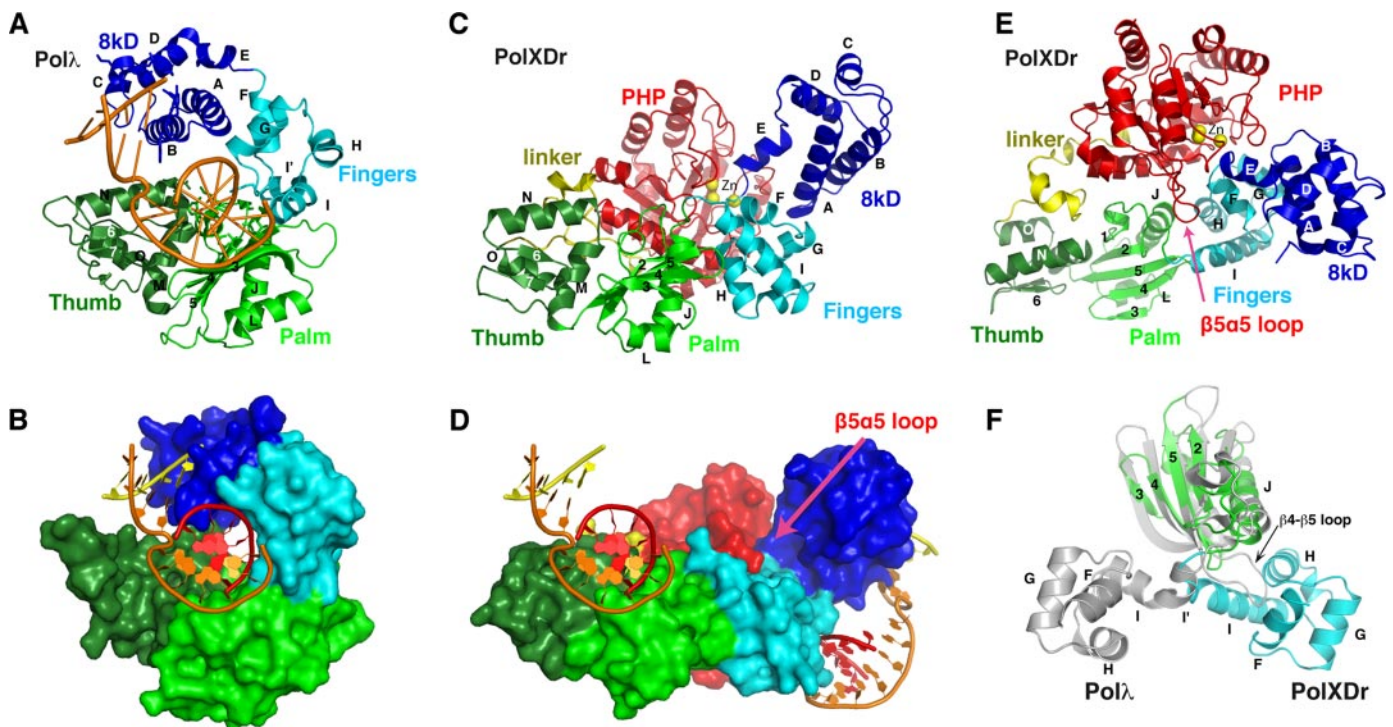 A
Polλ
8kD
D
E
C
A
F
B
G
H
I'
Fingers
I
N
6
O
M
Thumb
5
4
J
L
Palm
B
C
PolXDr
C
D
PHP
E
B
linker
Zn
A
F
8kD
N
O
6
2
5
4
3
G
I
M
H
J
Thumb
Palm
Fingers
L
D
β5α5 loop
E
PolXDr
PHP
Zn
linker
B
E
J
F
G
D
H
A
O
N
1
2
C
5
I
8kD
4
L
6
Fingers
3
Thumb
Palm
β5α5 loop
F
2
5
4
3
J
β4-β5 loop
G
F
H
I
I'
I
G
H
F
Polλ
PolXDr